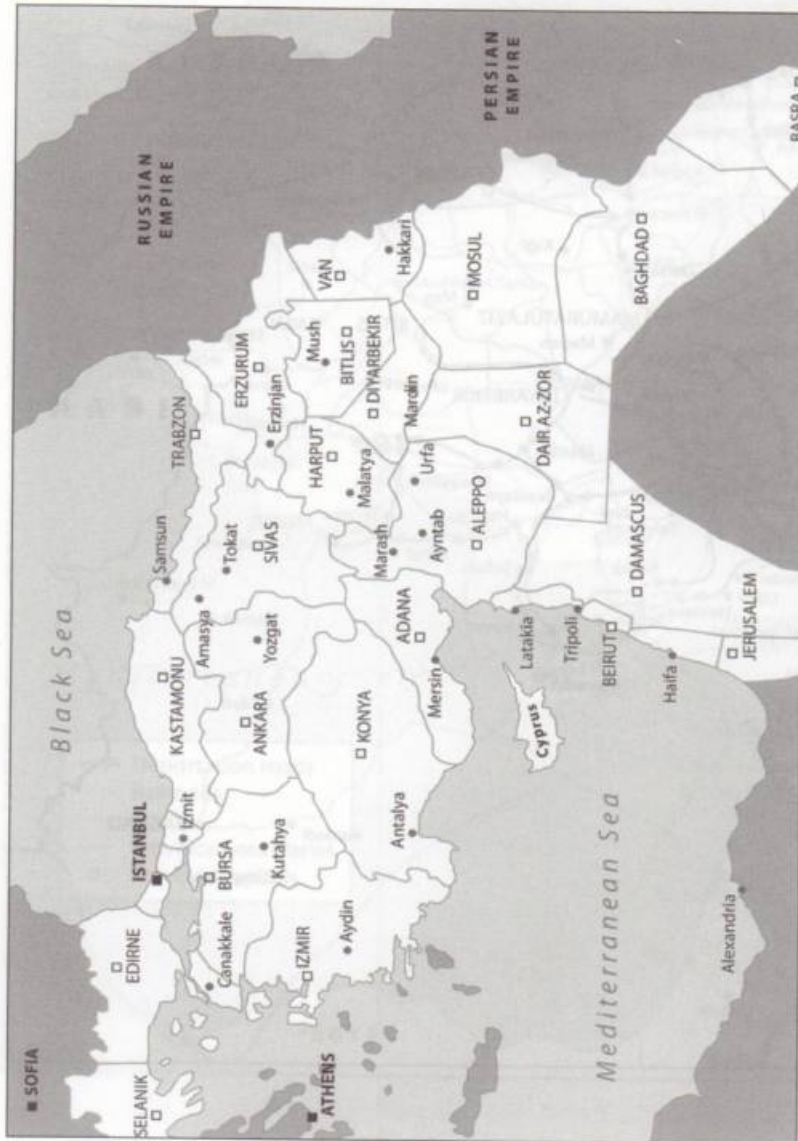 SOFIA
Black Sea
RUSSIAN
EMPIRE
SELANIK
EDIRNE
ISTANBUL
Izmit
KASTAMONU
Samsun
TRABZON
Amasya
Tokat
Canakkale
BURSA
ANKARA
Yozgat
SIVAS
Erzinjan
ERZURUM
Kutahya
IZMIR
Aydin
ATHENS
KONYA
Malatya
HARPUT
Mush
BITLIS
VAN
DIYARBEKIR
Antalya
Mersin
ADANA
Marash
Ayntab
Urfa
Mardin
Hakkari
PERSIAN
EMPIRE
ALEPPO
MOSUL
Cyprus
Latakia
Tripoli
DAIR AZ-ZOR
Mediterranean Sea
BEIRUT
DAMASCUS
BAGHDAD
Haifa
Alexandria
JERUSALEM
BASRA